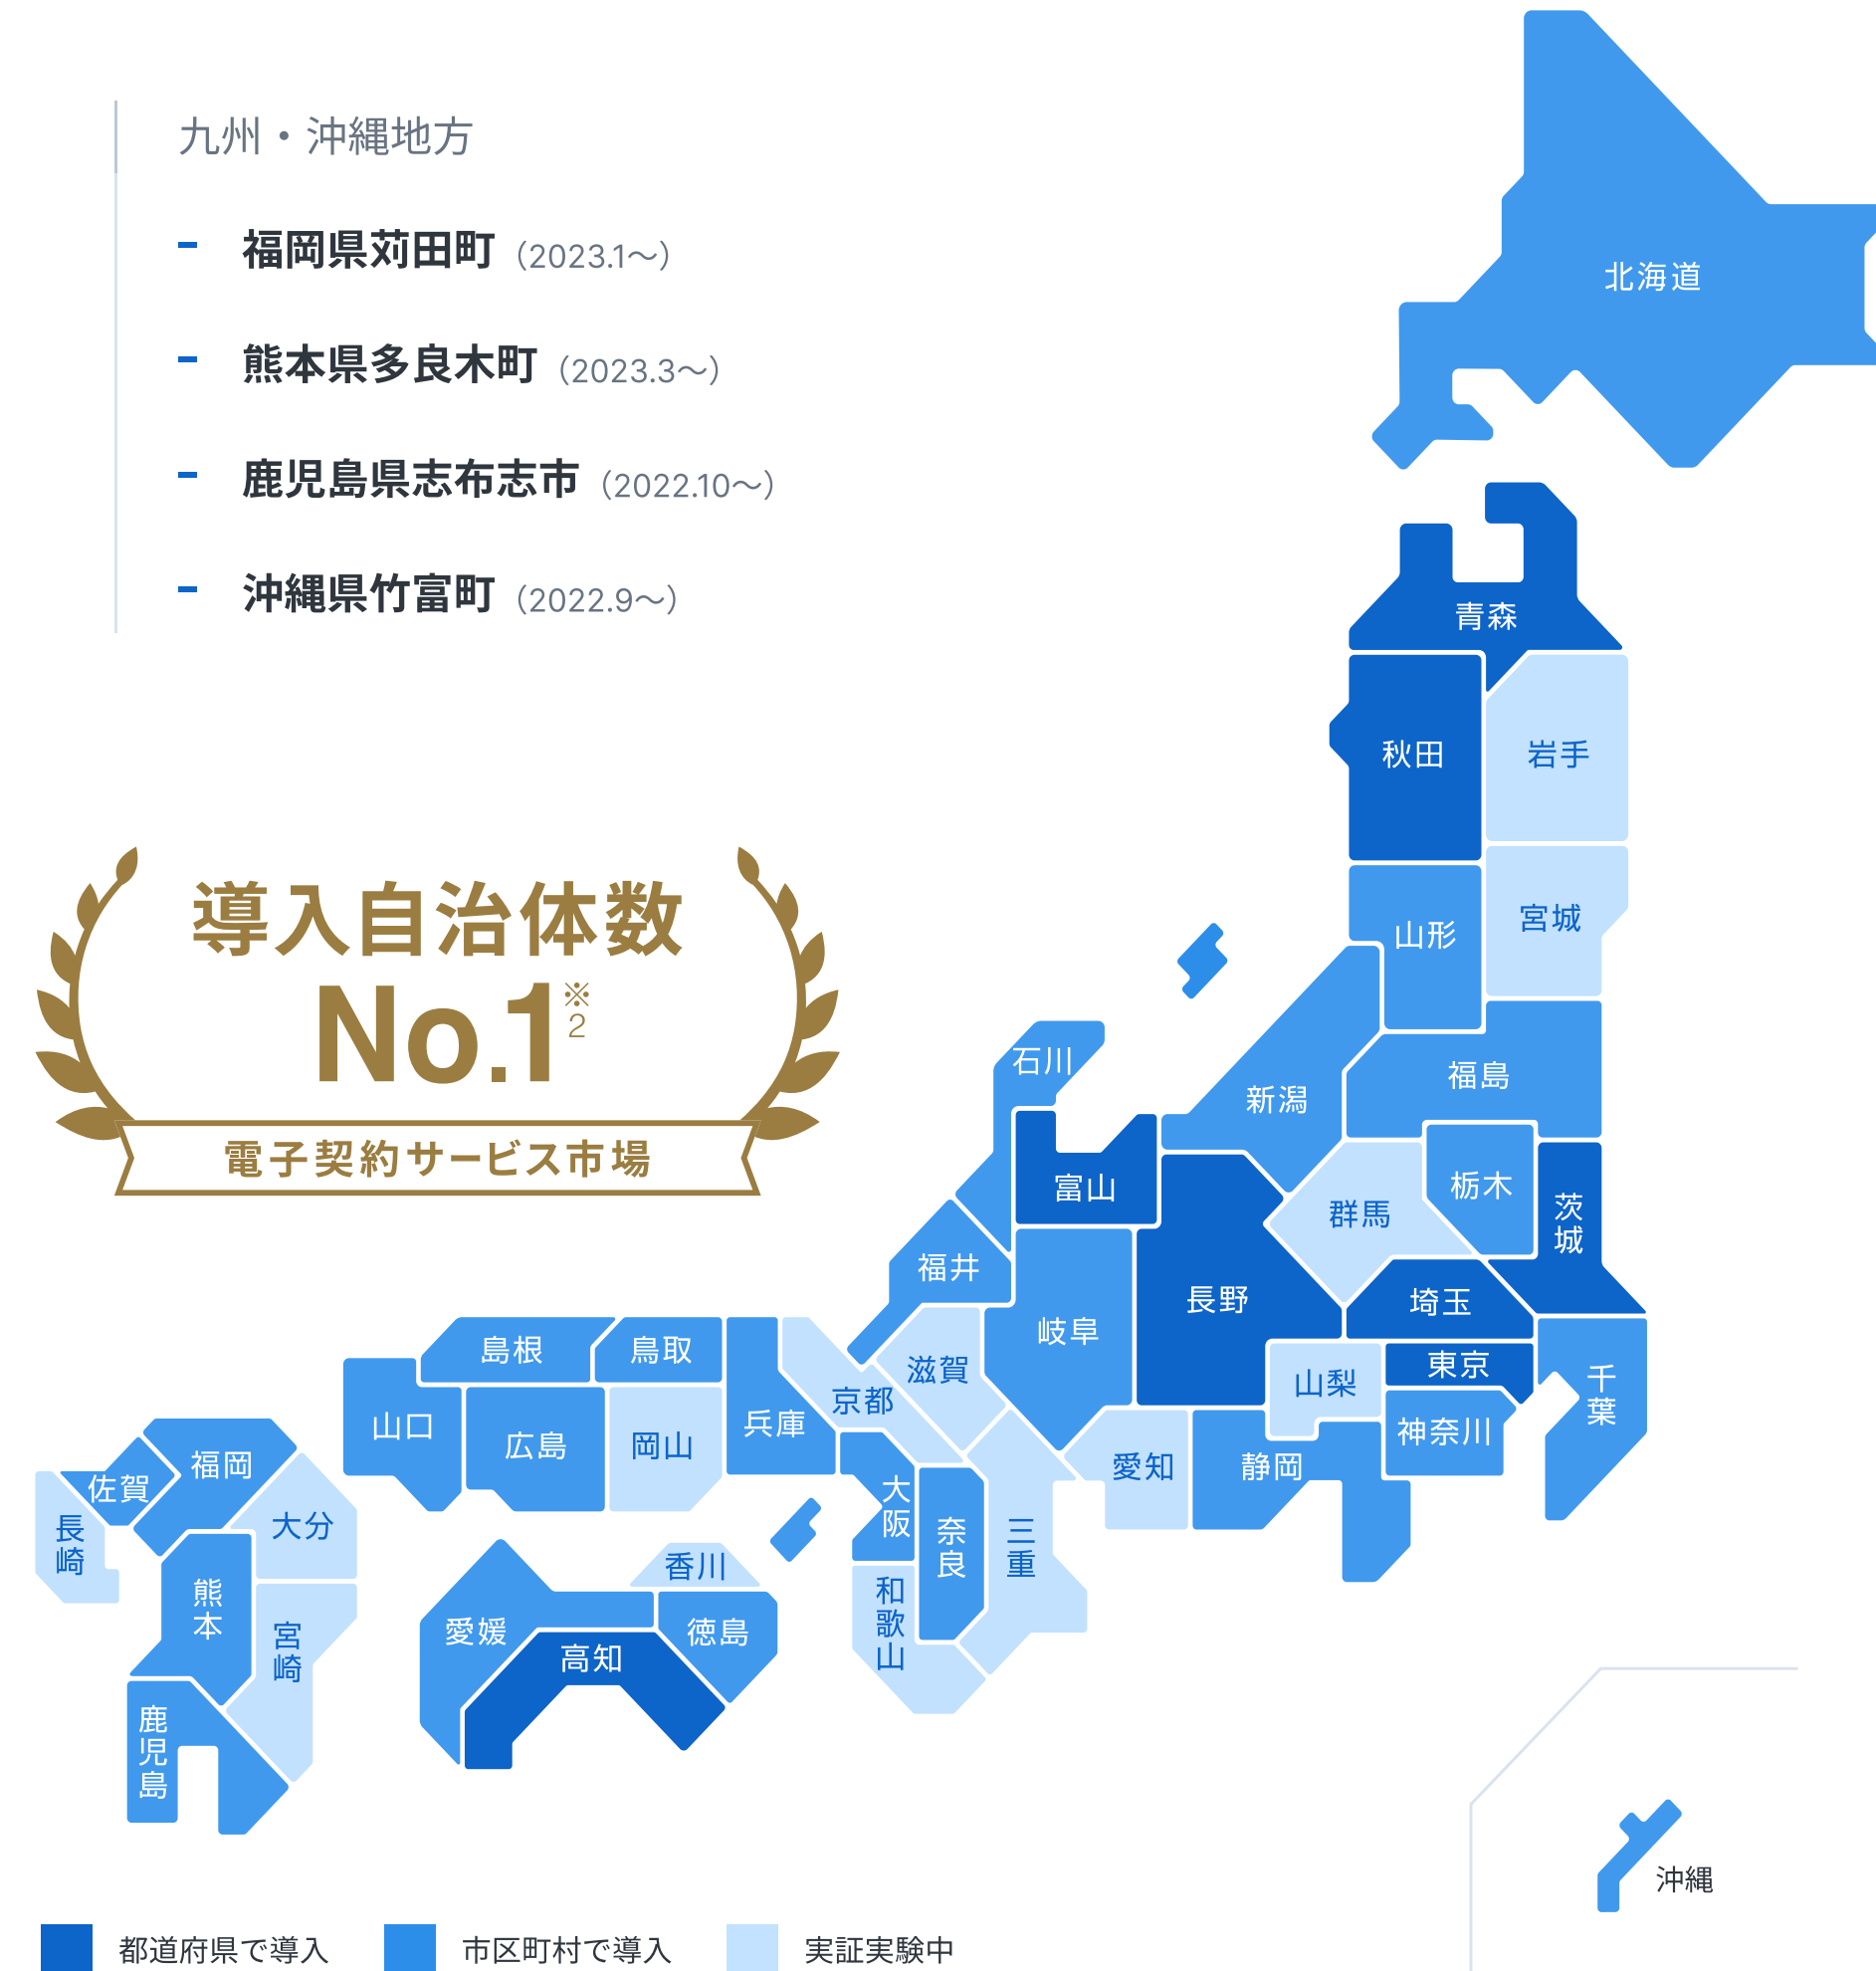 九州・沖縄地方
福岡県苅田町（2023.1〜）
熊本県多良木町（2023.3〜）
鹿児島県志布志市（2022.10〜）
沖縄県竹富町（2022.9〜）
導入自治体数
No.1※2
電子契約サービス市場
北海道
青森
秋田
岩手
宮城
山形
福島
新潟
石川
富山
栃木
茨城
群馬
福井
長野
埼玉
岐阜
東京
千葉
山梨
神奈川
静岡
愛知
滋賀
京都
兵庫
鳥取
島根
岡山
広島
山口
大阪
奈良
三重
和歌山
香川
徳島
愛媛
高知
福岡
佐賀
長崎
大分
熊本
宮崎
鹿児島
沖縄
都道府県で導入
市区町村で導入
実証実験中